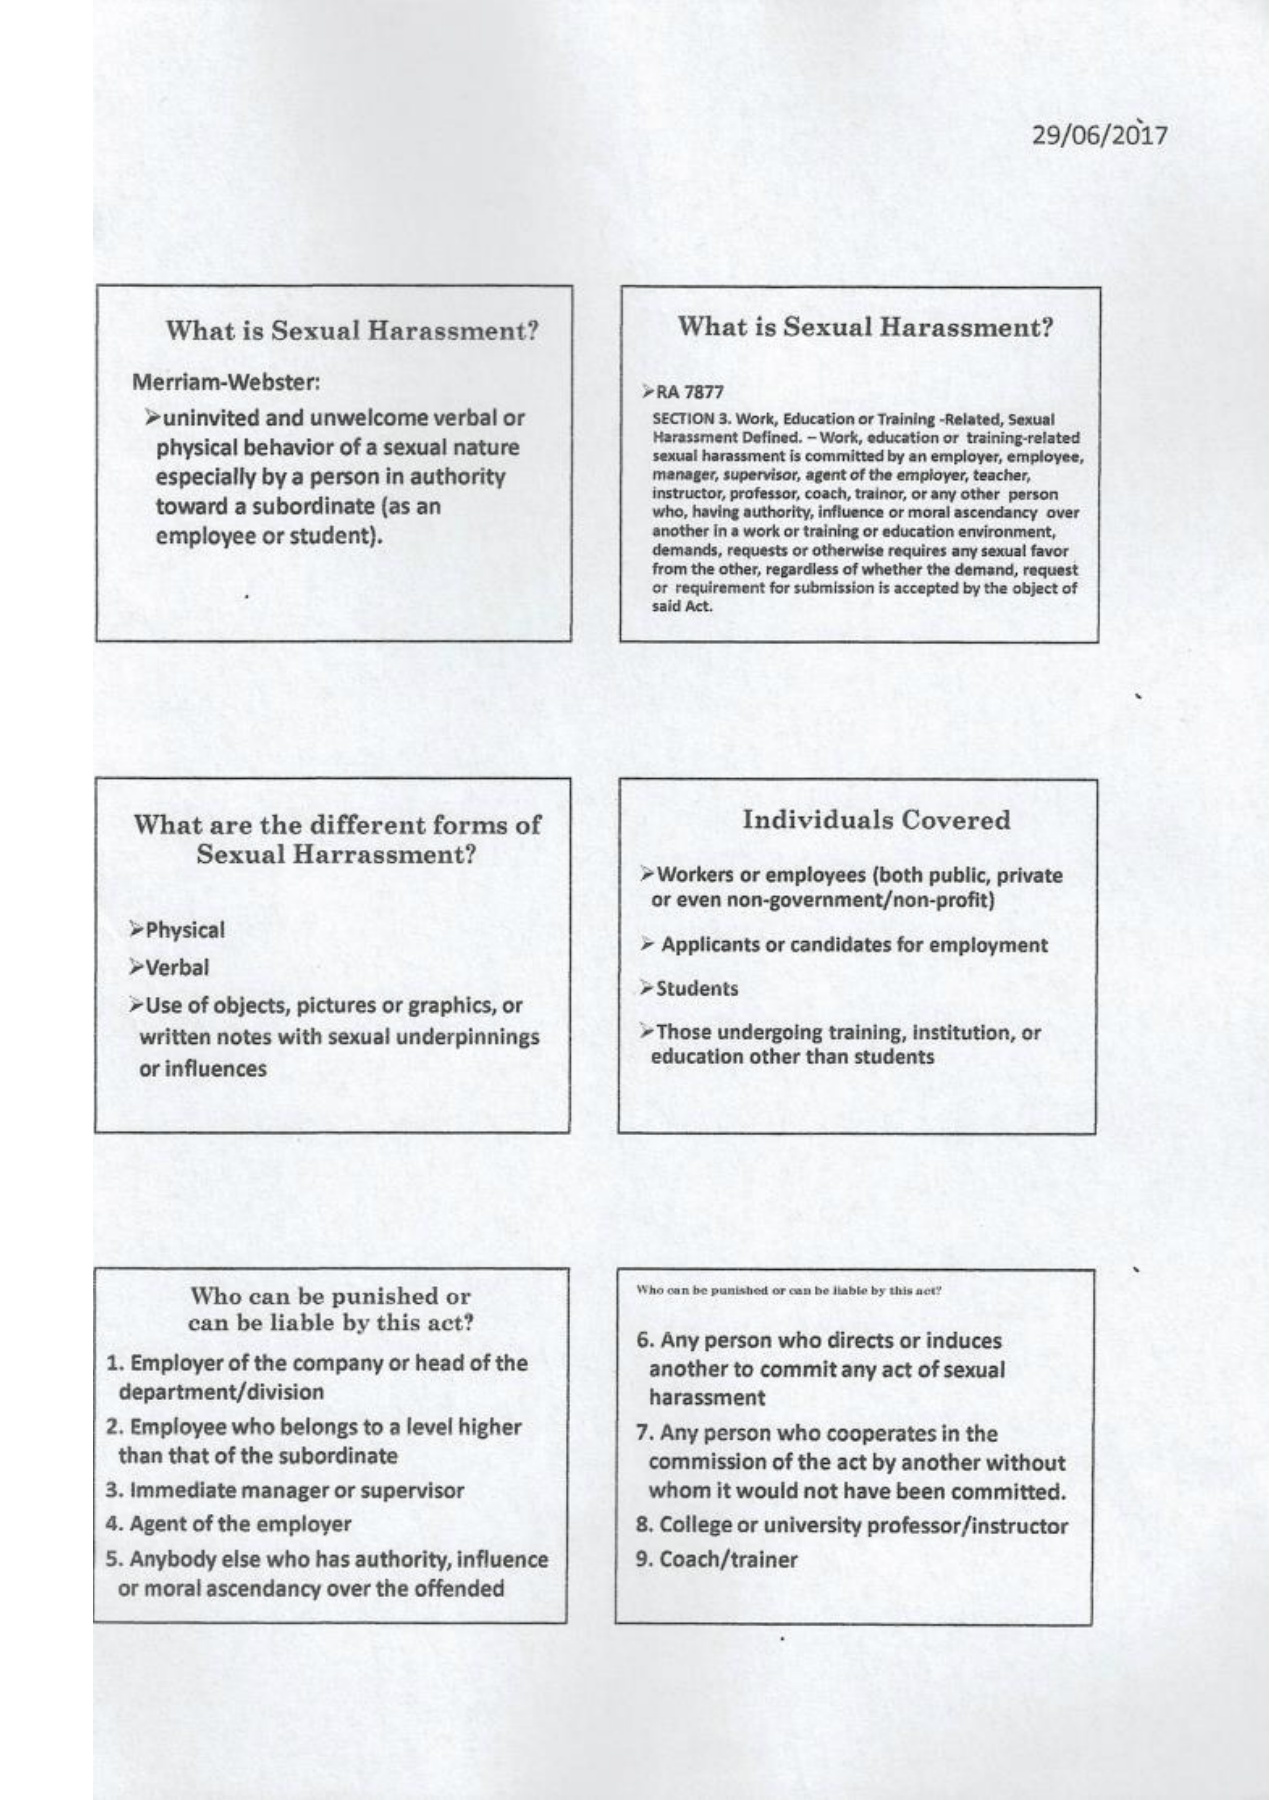 29/06/2017
What is Sexual Harassment?
Merriam-Webster:
➢uninvited and unwelcome verbal or
physical behavior of a sexual nature
especially by a person in authority
toward a subordinate (as an
employee or student).
What is Sexual Harassment?
➢RA 7877
SECTION 3. Work, Education or Training -Related, Sexual
Harassment Defined. – Work, education or training-related
sexual harassment is committed by an employer, employee,
manager, supervisor, agent of the employer, teacher,
instructor, professor, coach, trainor, or any other person
who, having authority, influence or moral ascendancy over
another in a work or training or education environment,
demands, requests or otherwise requires any sexual favor
from the other, regardless of whether the demand, request
or requirement for submission is accepted by the object of
said Act.
What are the different forms of
Sexual Harrassment?
➢Physical
➢Verbal
➢Use of objects, pictures or graphics, or
written notes with sexual underpinnings
or influences
Individuals Covered
➢Workers or employees (both public, private
or even non-government/non-profit)
➢ Applicants or candidates for employment
➢Students
➢Those undergoing training, institution, or
education other than students
Who can be punished or
can be liable by this act?
1. Employer of the company or head of the
department/division
2. Employee who belongs to a level higher
than that of the subordinate
3. Immediate manager or supervisor
4. Agent of the employer
5. Anybody else who has authority, influence
or moral ascendancy over the offended
Who can be punished or can be liable by this act?
6. Any person who directs or induces
another to commit any act of sexual
harassment
7. Any person who cooperates in the
commission of the act by another without
whom it would not have been committed.
8. College or university professor/instructor
9. Coach/trainer